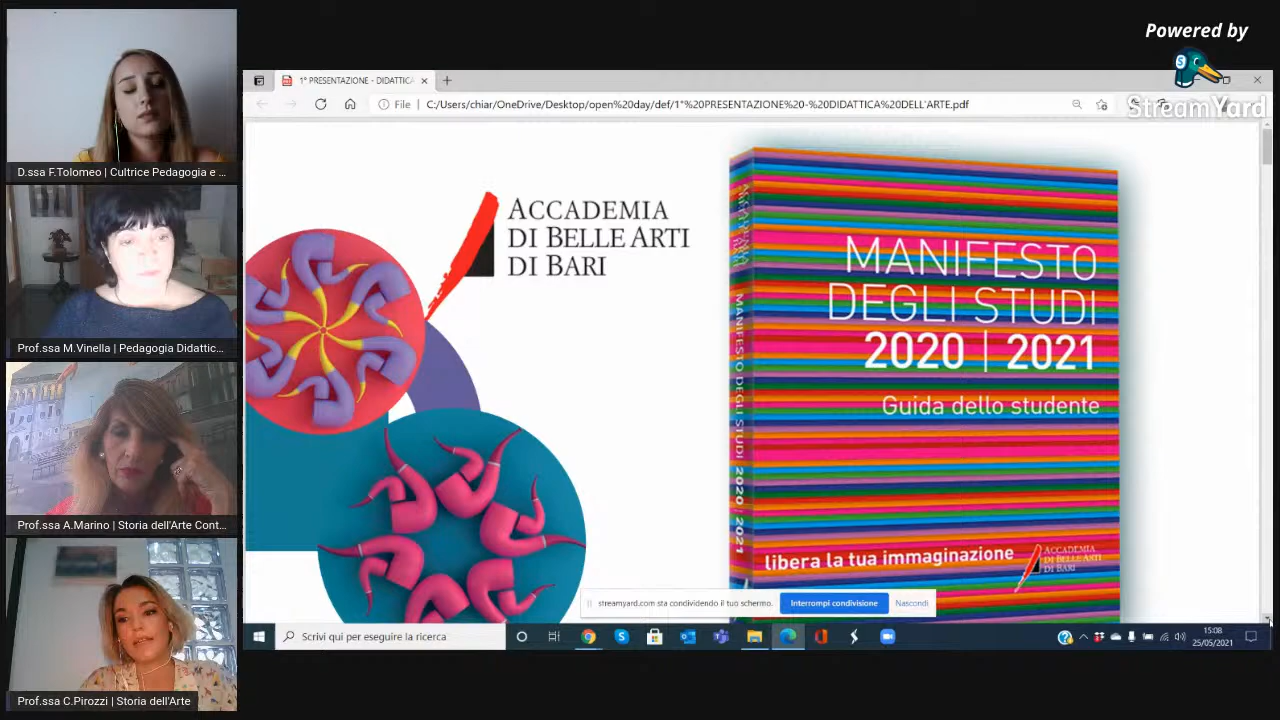 Powered by
StreamYard
D.ssa F.Tolomeo | Cultrice Pedagogia e ...
Prof.ssa M.Vinella | Pedagogia Didattic...
Prof.ssa A.Marino | Storia dell'Arte Cont...
Prof.ssa C.Pirozzi | Storia dell'Arte
1° PRESENTAZIONE - DIDATTICA
File
C:/Users/chiar/OneDrive/Desktop/open%20day/def/1°%20PRESENTAZIONE%20-%20DIDATTICA%20DELL'ARTE.pdf
ACCADEMIA
DI BELLE ARTI
DI BARI
MANIFESTO
DEGLI STUDI
2020 | 2021
Guida dello studente
MANIFESTO DEGLI STUDI 2020 | 2021
libera la tua immaginazione
ACCADEMIA
DI BELLE ARTI
DI BARI
streamyard.com sta condividendo il tuo schermo.
Interrompi condivisione
Nascondi
Scrivi qui per eseguire la ricerca
15:08
25/05/2021